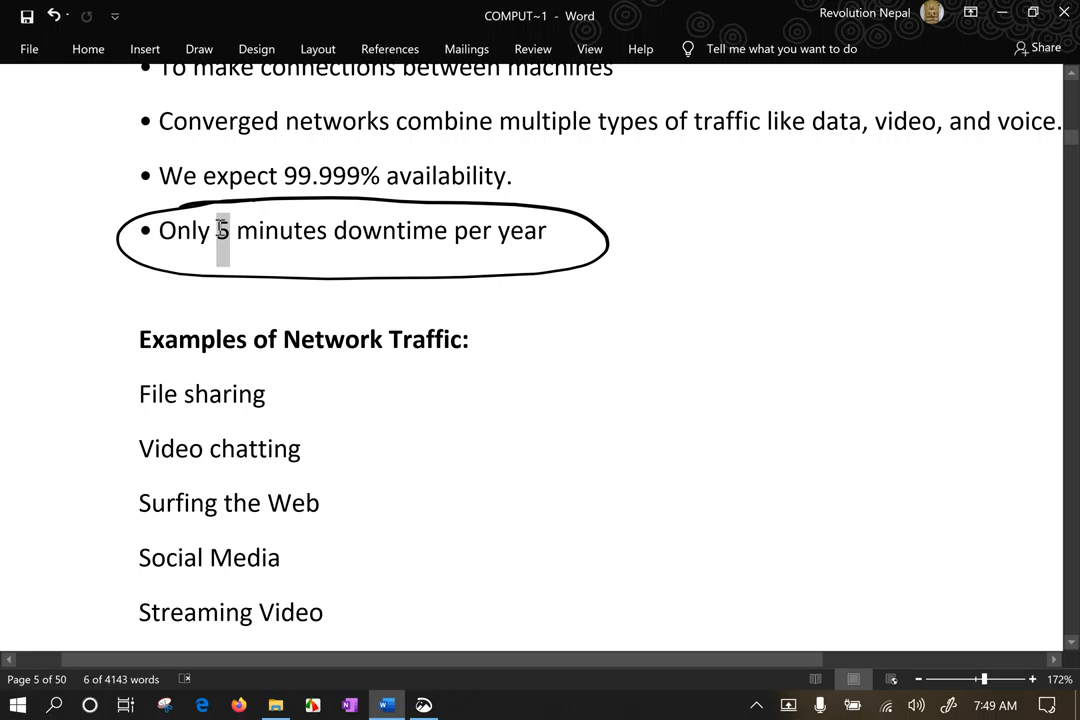 COMPUT~1 - Word
Revolution Nepal
File Home Insert Draw Design Layout References Mailings Review View Help Tell me what you want to do Share
• To make connections between machines
• Converged networks combine multiple types of traffic like data, video, and voice.
• We expect 99.999% availability.
• Only 5 minutes downtime per year
Examples of Network Traffic:
File sharing
Video chatting
Surfing the Web
Social Media
Streaming Video
Page 5 of 50 6 of 4143 words 172%
7:49 AM